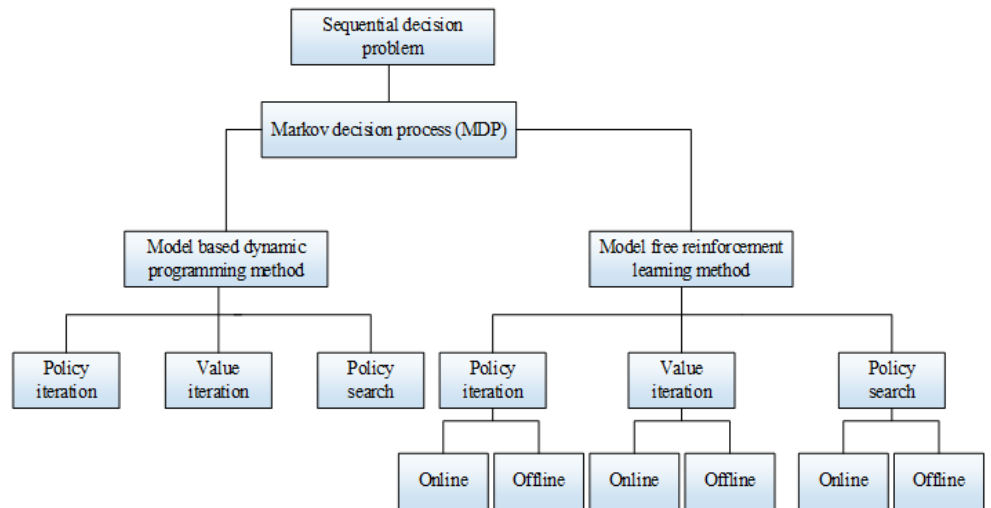 Sequential decision
problem
Markov decision process (MDP)
Model based dynamic
programming method
Model free reinforcement
learning method
Policy
iteration
Value
iteration
Policy
search
Policy
iteration
Value
iteration
Policy
search
Online
Offline
Online
Offline
Online
Offline